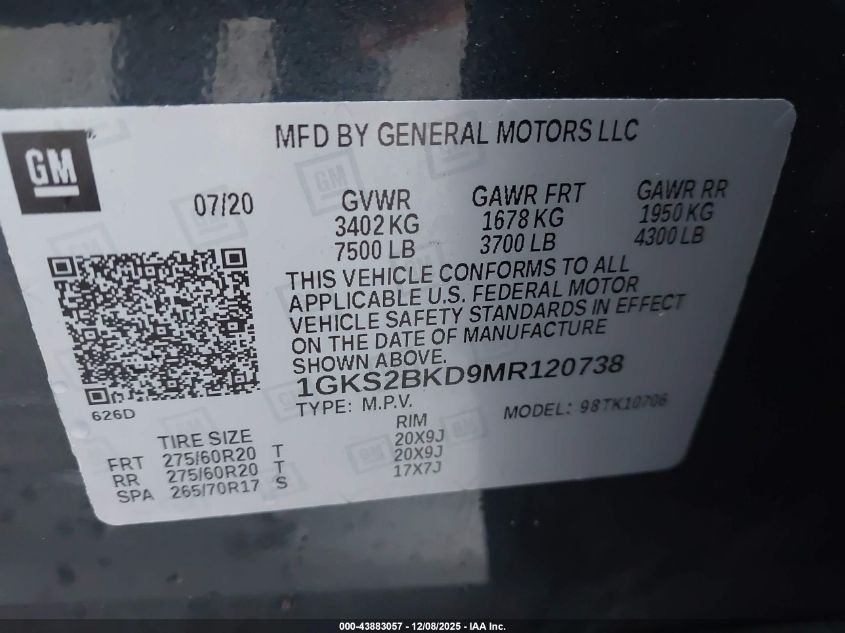 GM
MFD BY GENERAL MOTORS LLC
07/20
GVWR GAWR FRT GAWR RR
3402 KG 1678 KG 1950 KG
7500 LB 3700 LB 4300 LB
THIS VEHICLE CONFORMS TO ALL
APPLICABLE U.S. FEDERAL MOTOR
VEHICLE SAFETY STANDARDS IN EFFECT
ON THE DATE OF MANUFACTURE
SHOWN ABOVE.
1GKS2BKD9MR120738
TYPE: M.P.V. MODEL: 98TK10706
626D
TIRE SIZE RIM
FRT 275/60R20 T 20X9J
RR 275/60R20 T 20X9J
SPA 265/70R17 S 17X7J
000-43883057 - 12/08/2025 - IAA Inc.